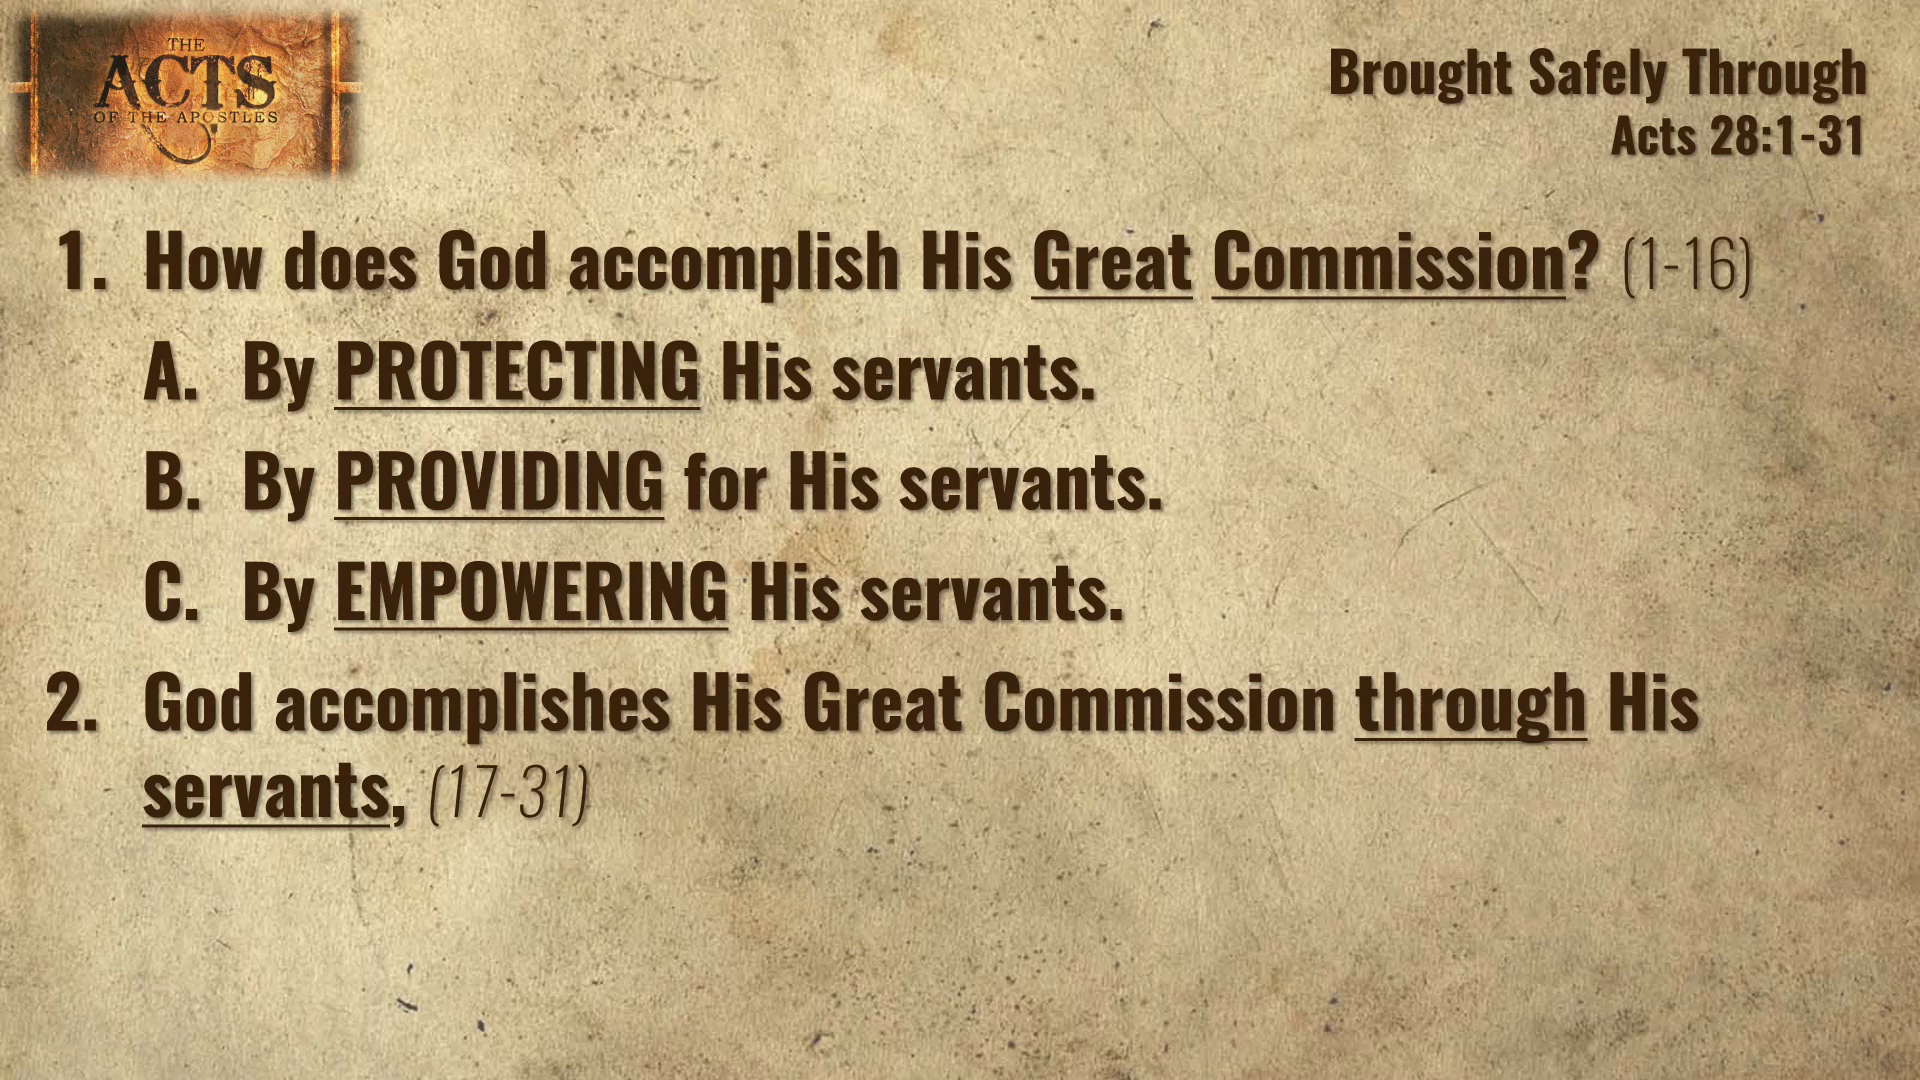 THE
ACTS
OF THE APOSTLES
Brought Safely Through
Acts 28:1-31
1. How does God accomplish His Great Commission? (1-16)
A. By PROTECTING His servants.
B. By PROVIDING for His servants.
C. By EMPOWERING His servants.
2. God accomplishes His Great Commission through His
servants, (17-31)